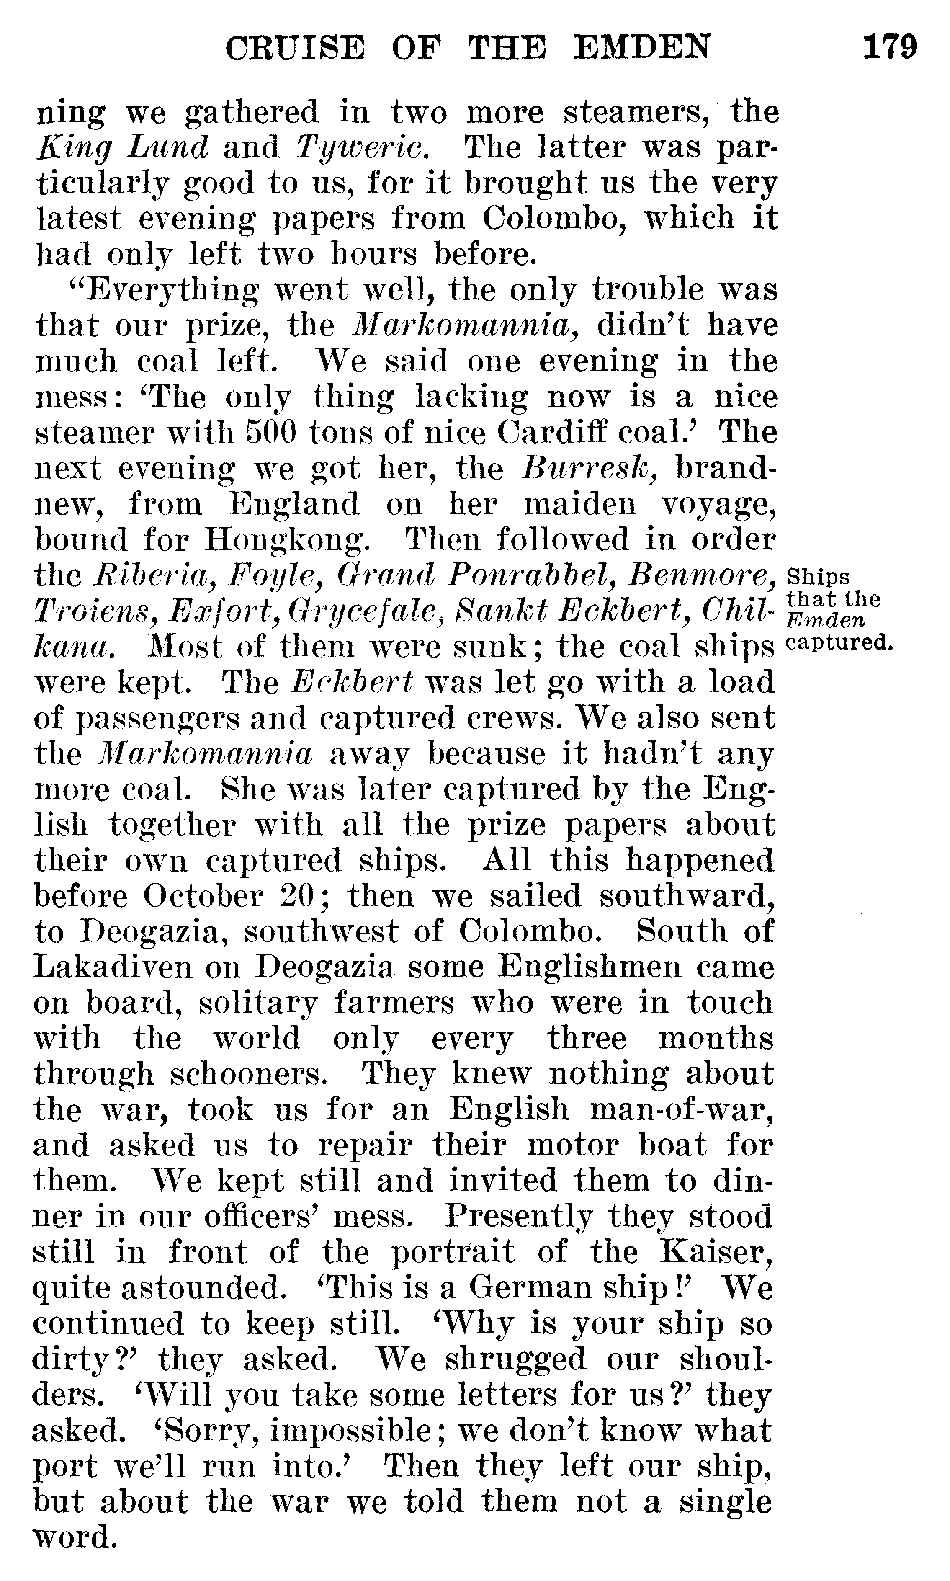 CRUISE OF THE EMDEN 179
ning we gathered in two more steamers, the
King Lund and Tyweric. The latter was par-
ticularly good to us, for it brought us the very
latest evening papers from Colombo, which it
had only left two hours before.
"Everything went well, the only trouble was
that our prize, the Markomannia, didn't have
much coal left. We said one evening in the
mess: 'The only thing lacking now is a nice
steamer with 500 tons of nice Cardiff coal.' The
next evening we got her, the Burresk, brand-
new, from England on her maiden voyage,
bound for Hongkong. Then followed in order
the Riberia, Foyle, Grand Ponrabbel, Benmore,
Troiens, Exfort, Grycefale, Sankt Eckbert, Chil-
kana. Most of them were sunk; the coal ships
were kept. The Eckbert was let go with a load
of passengers and captured crews. We also sent
the Markomannia away because it hadn't any
more coal. She was later captured by the Eng-
lish together with all the prize papers about
their own captured ships. All this happened
before October 20; then we sailed southward,
to Deogazia, southwest of Colombo. South of
Lakadiven on Deogazia some Englishmen came
on board, solitary farmers who were in touch
with the world only every three months
through schooners. They knew nothing about
the war, took us for an English man-of-war,
and asked us to repair their motor boat for
them. We kept still and invited them to din-
ner in our officers' mess. Presently they stood
still in front of the portrait of the Kaiser,
quite astounded. 'This is a German ship!' We
continued to keep still. 'Why is your ship so
dirty?' they asked. We shrugged our shoul-
ders. 'Will you take some letters for us?' they
asked. 'Sorry, impossible; we don't know what
port we'll run into.' Then they left our ship,
but about the war we told them not a single
word.
Ships
that the
Emden
captured.